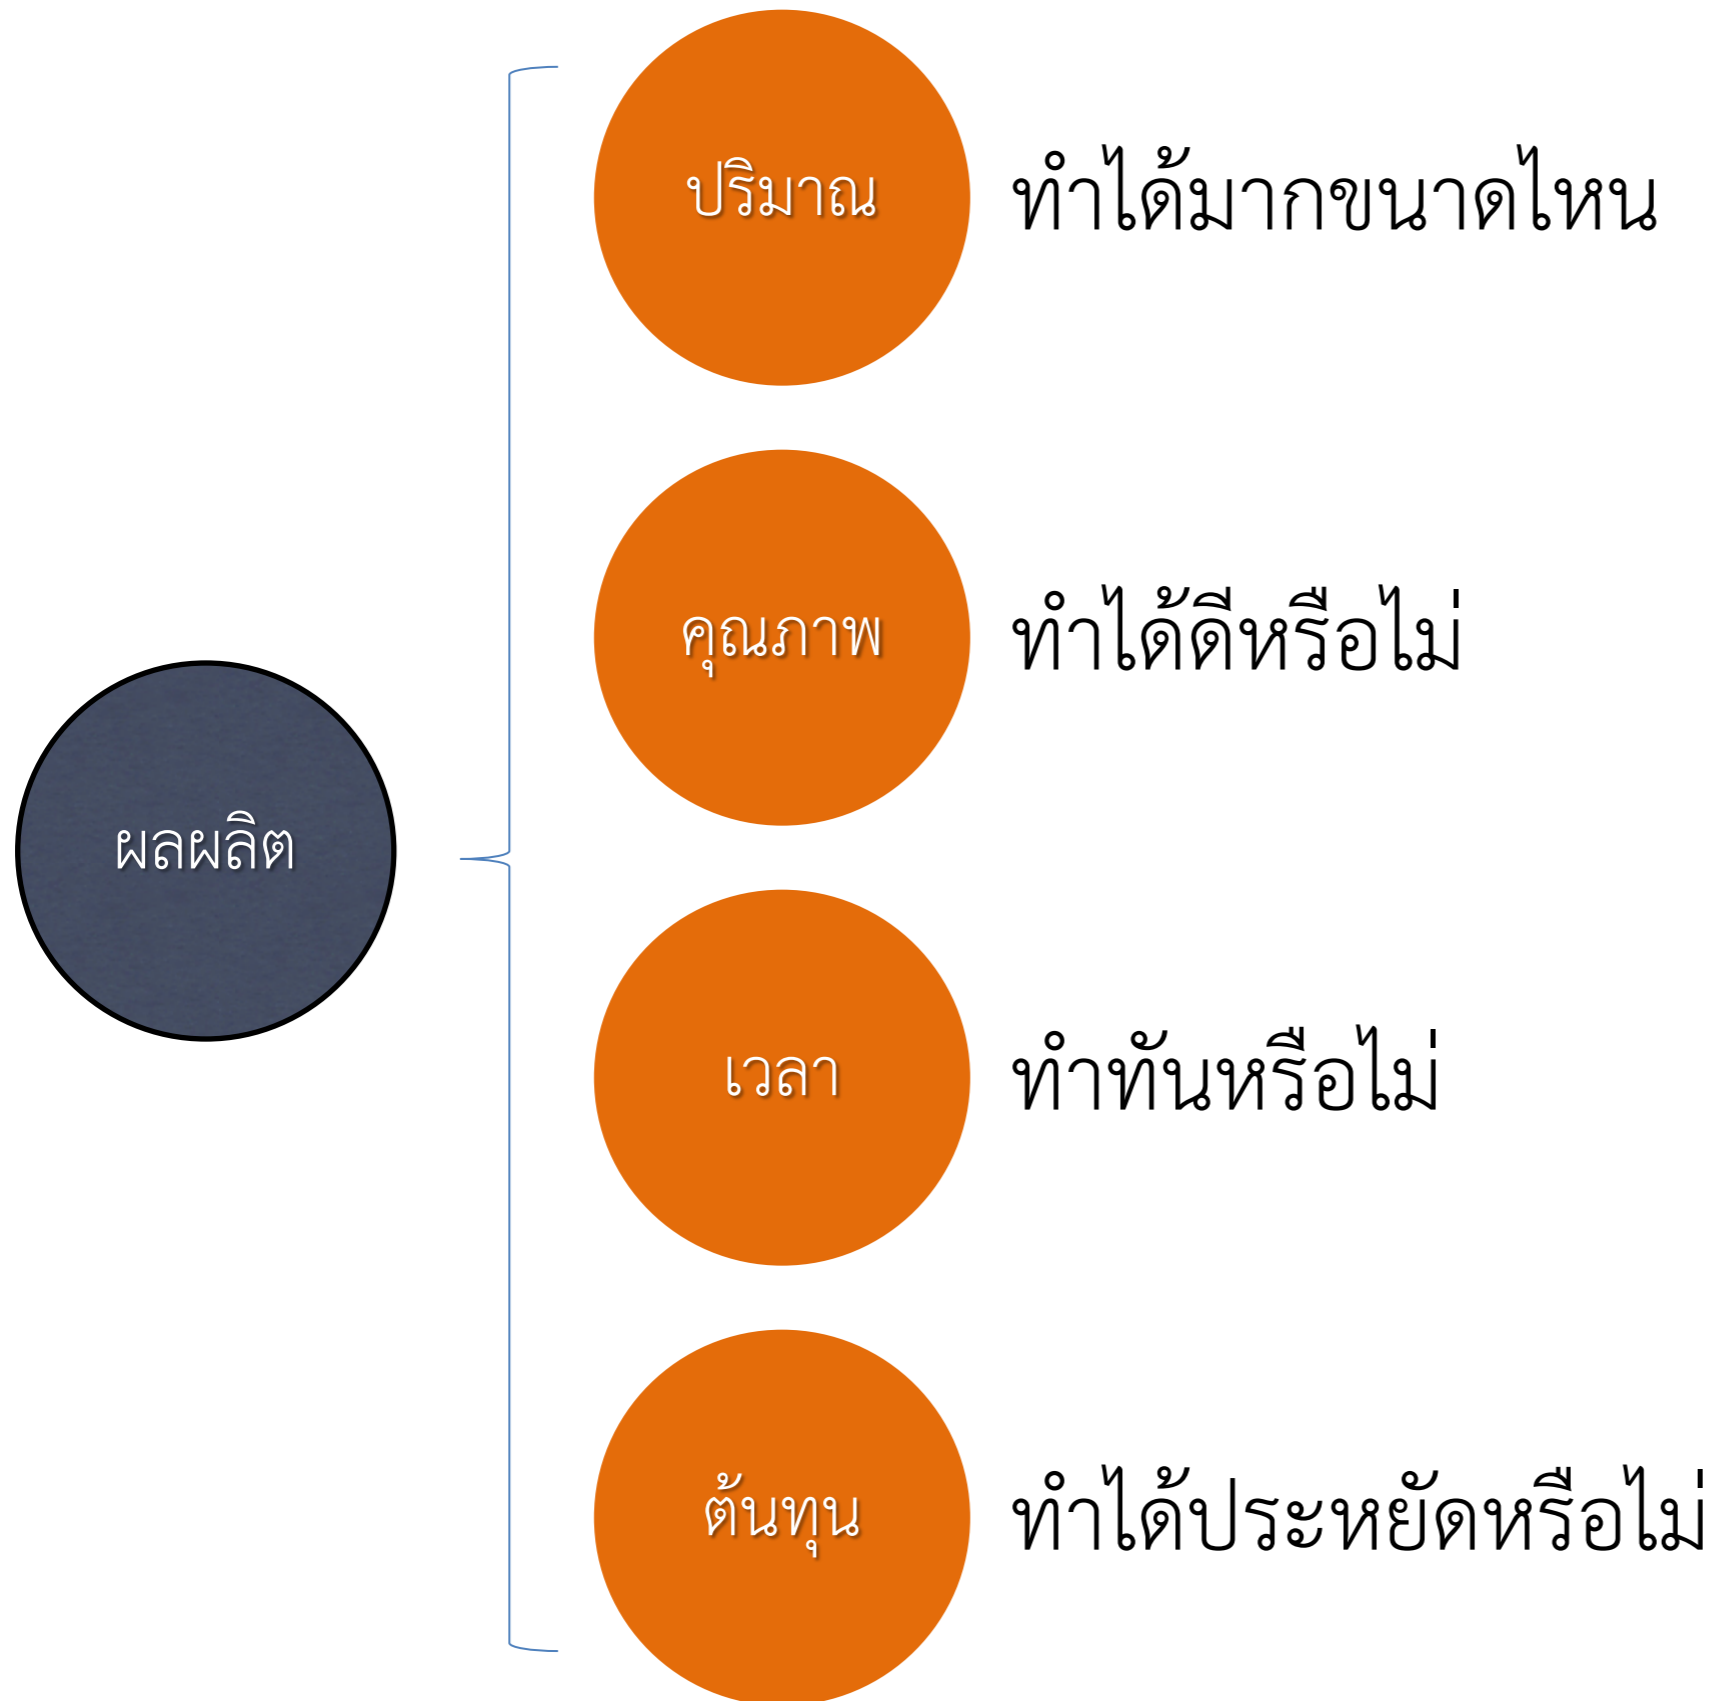 ปริมาณ ทำได้มากขนาดไหน
คุณภาพ ทำได้ดีหรือไม่
ผลผลิต
เวลา ทำทันหรือไม่
ต้นทุน ทำได้ประหยัดหรือไม่